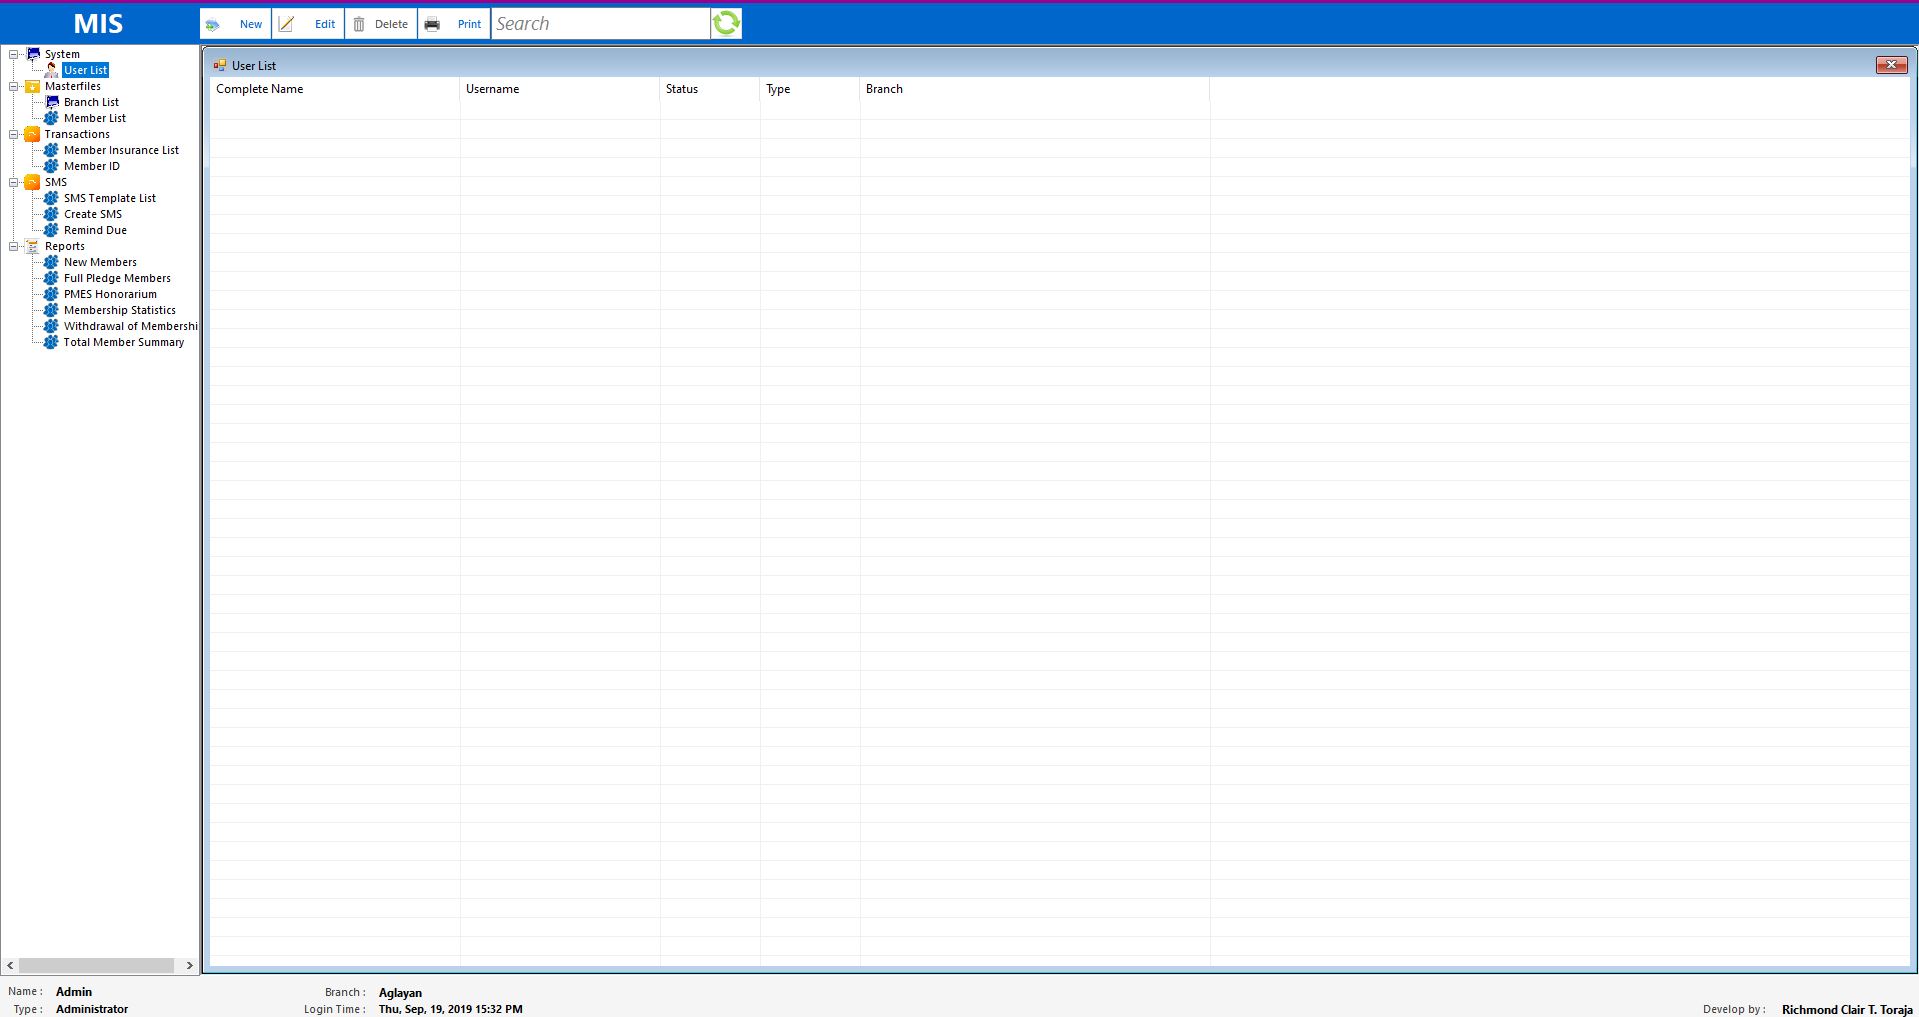 MIS
New Edit Delete Print Search
System
User List
Masterfiles
Branch List
Member List
Transactions
Member Insurance List
Member ID
SMS
SMS Template List
Create SMS
Remind Due
Reports
New Members
Full Pledge Members
PMES Honorarium
Membership Statistics
Withdrawal of Membershi
Total Member Summary
User List
Complete Name Username Status Type Branch
Name : Admin Branch : Aglayan
Type : Administrator Login Time : Thu, Sep, 19, 2019 15:32 PM Develop by : Richmond Clair T. Toraja